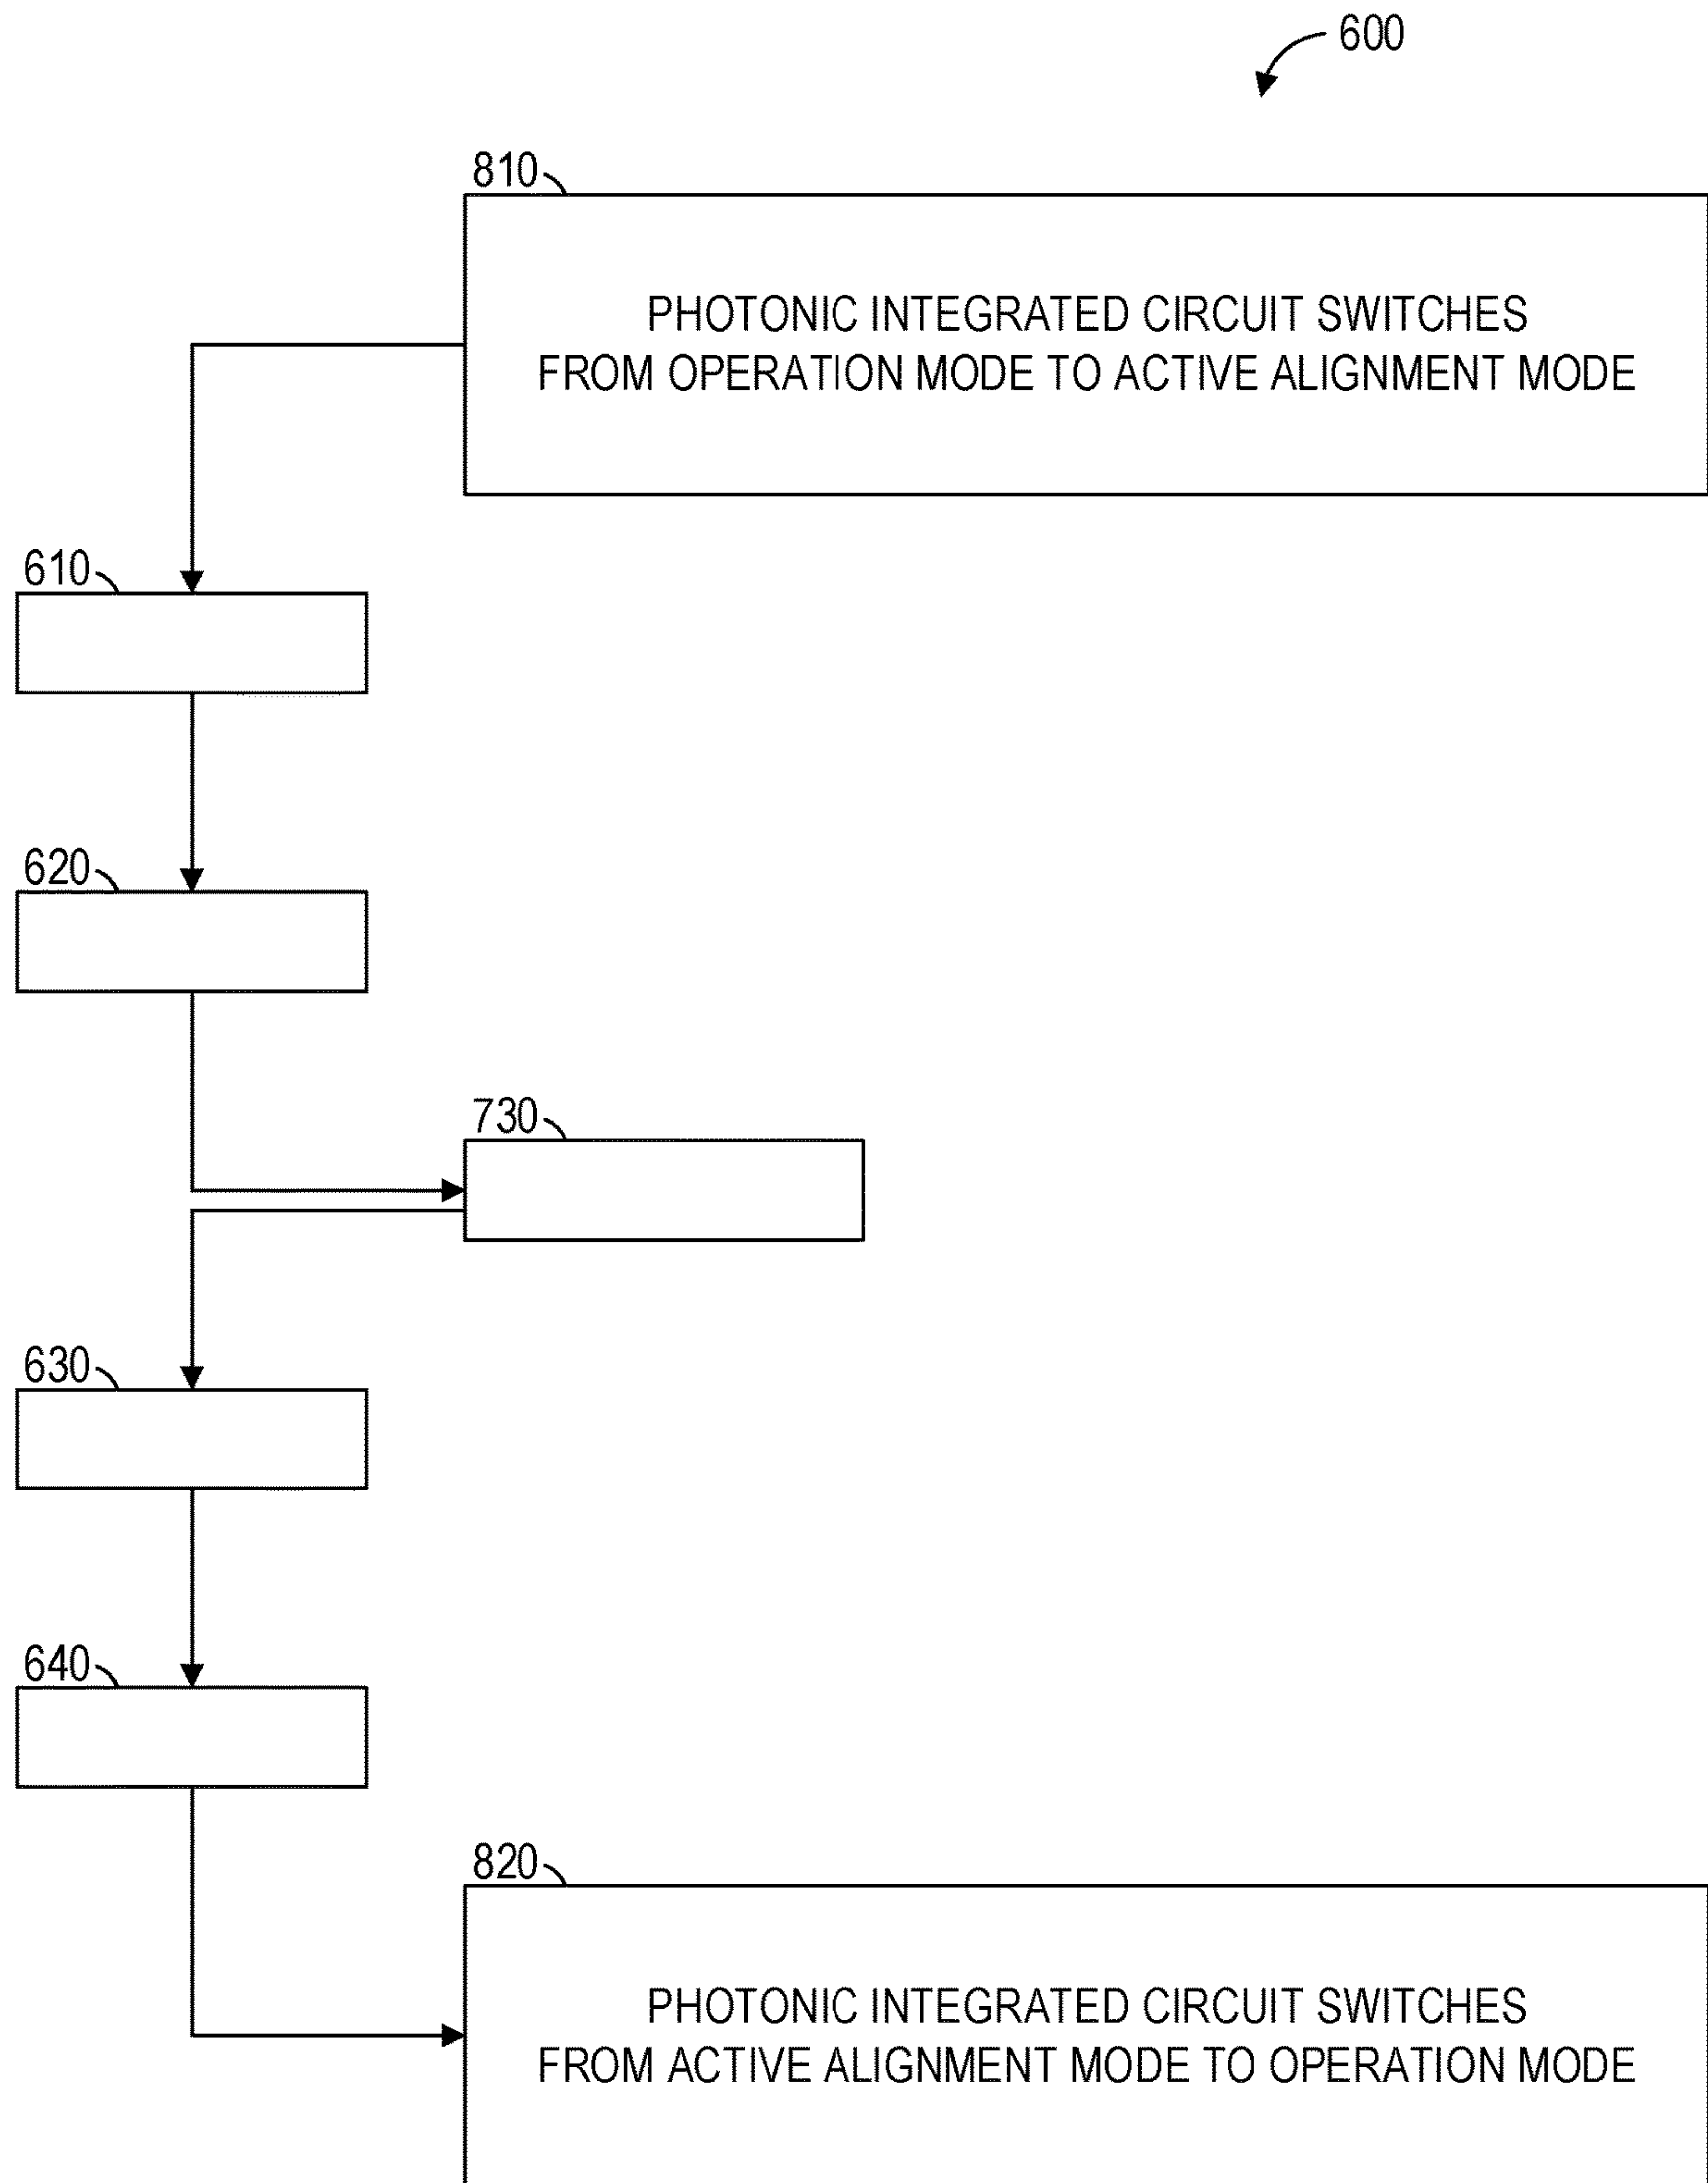 600
810
PHOTONIC INTEGRATED CIRCUIT SWITCHES
FROM OPERATION MODE TO ACTIVE ALIGNMENT MODE
610
620
730
630
640
820
PHOTONIC INTEGRATED CIRCUIT SWITCHES
FROM ACTIVE ALIGNMENT MODE TO OPERATION MODE